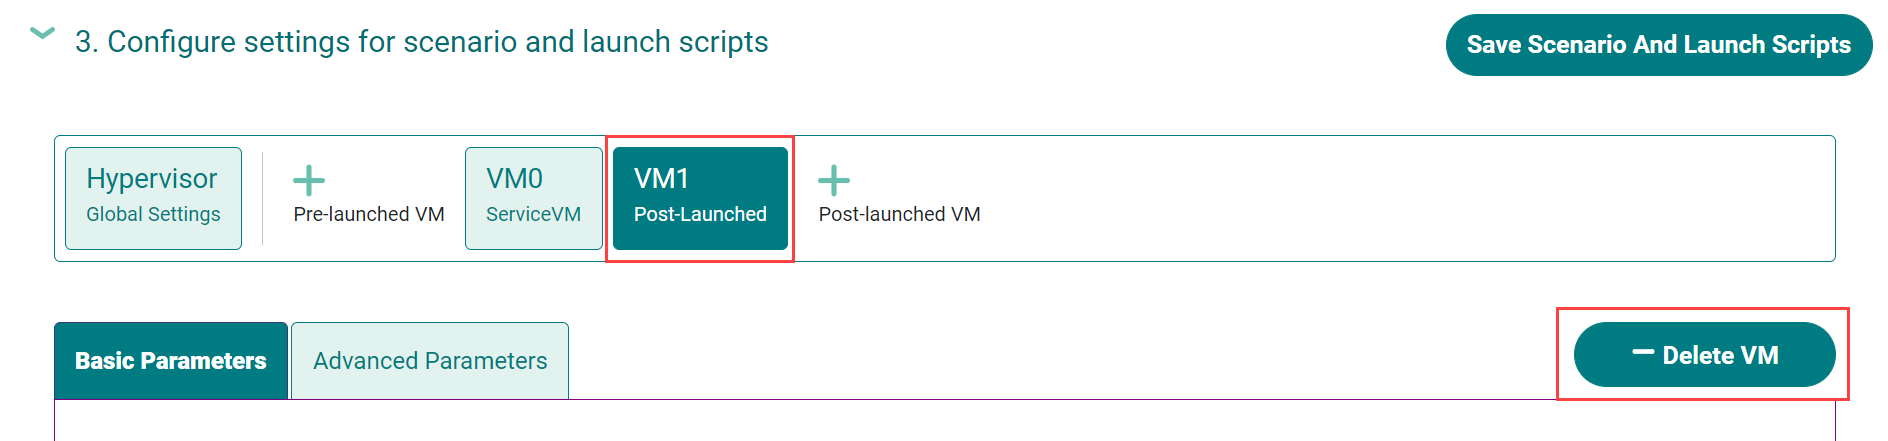 3. Configure settings for scenario and launch scripts
Save Scenario And Launch Scripts
Hypervisor
Global Settings
Pre-launched VM
VM0
ServiceVM
VM1
Post-Launched
Post-launched VM
Basic Parameters
Advanced Parameters
Delete VM